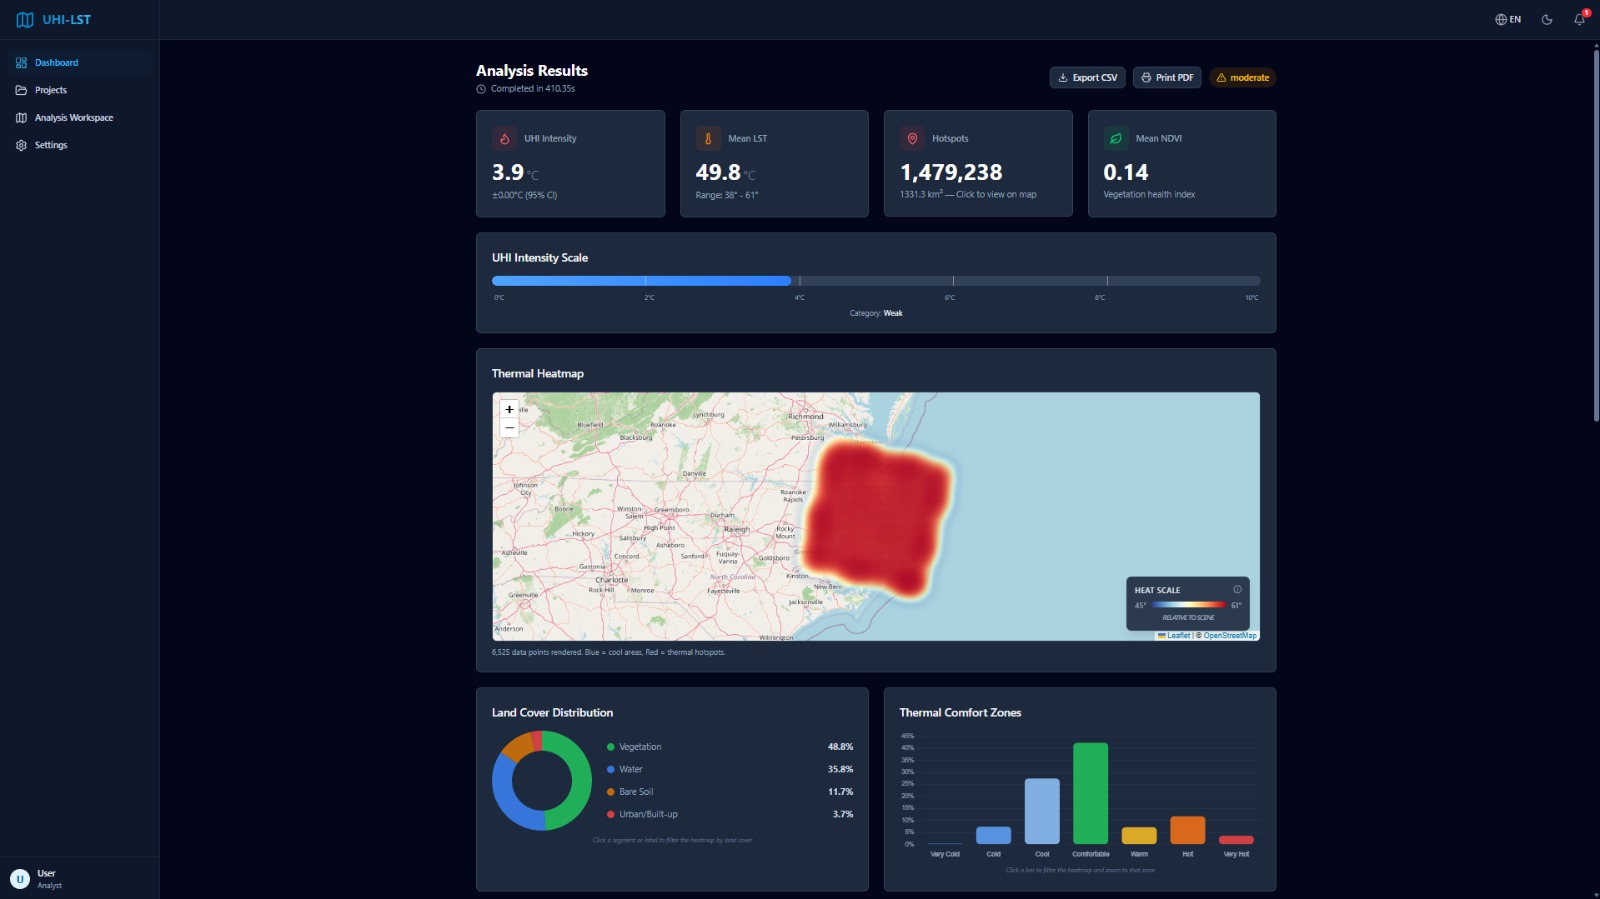 UHI-LST
EN
1
Dashboard
Projects
Analysis Workspace
Settings
Analysis Results
Completed in 410.35s
Export CSV
Print PDF
moderate
UHI Intensity
3.9 °C
±0.00°C (95% CI)
Mean LST
49.8 °C
Range: 38° - 61°
Hotspots
1,479,238
1331.3 km² — Click to view on map
Mean NDVI
0.14
Vegetation health index
UHI Intensity Scale
0°C 2°C 4°C 6°C 8°C 10°C
Category: Weak
Thermal Heatmap
+
−
Bluefield
Roanoke
Lynchburg
Blacksburg
Richmond
Williamsburg
Petersburg
Danville
Johnson City
Boone
Winston-Salem
Greensboro
High Point
Durham
Raleigh
Roanoke Rapids
Rocky Mount
Hickory
Salisbury
Asheboro
Sanford
Fuquay-Varina
Goldsboro
Asheville
Concord
Gastonia
Charlotte
Rock Hill
Monroe
North Carolina
Fayetteville
Kinston
New Bern
Jacksonville
Greenville
Anderson
Wilmington
HEAT SCALE
45° 61°
RELATIVE TO SCENE
Leaflet | © OpenStreetMap
6,525 data points rendered. Blue = cool areas, Red = thermal hotspots.
Land Cover Distribution
Vegetation 48.8%
Water 35.8%
Bare Soil 11.7%
Urban/Built-up 3.7%
Click a segment or label to filter the heatmap by land cover
Thermal Comfort Zones
45%
40%
35%
30%
25%
20%
15%
10%
5%
0%
Very Cold Cold Cool Comfortable Warm Hot Very Hot
Click a bar to filter the heatmap and zoom to that zone
U
User
Analyst